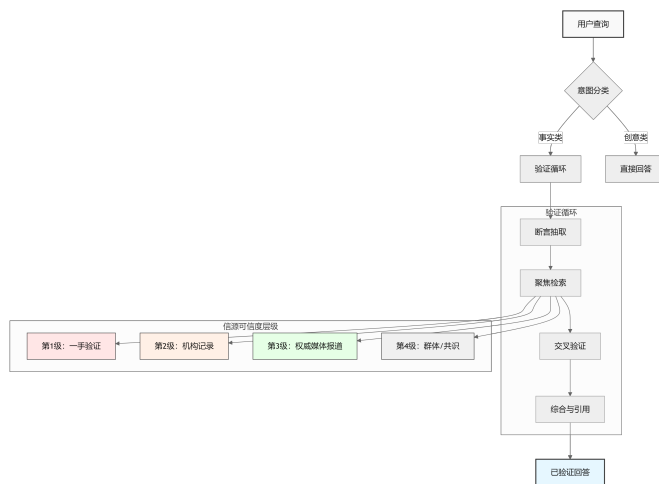 用户查询
意图分类
事实类
创意类
验证循环
直接回答
验证循环
断言抽取
聚焦检索
信源可信度层级
第1级：一手验证
第2级：机构记录
第3级：权威媒体报道
第4级：群体/共识
交叉验证
综合与引用
已验证回答